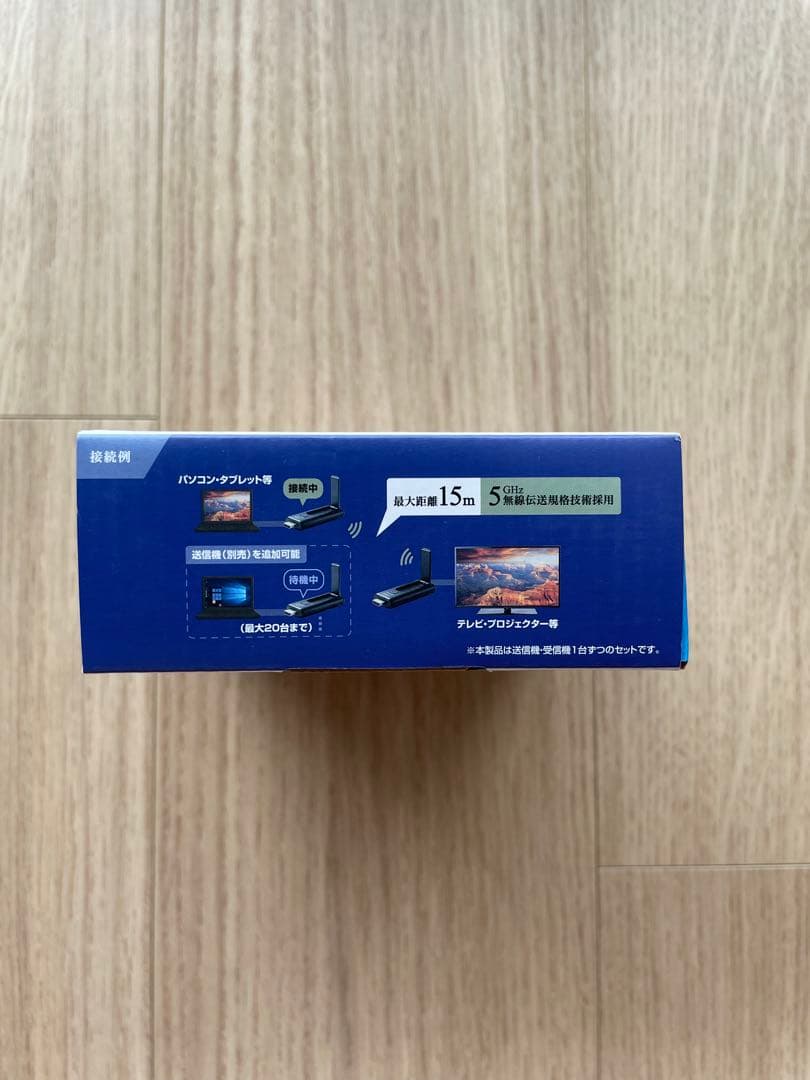 接続例
パソコン・タブレット等
接続中
最大距離15m
5GHz
無線伝送規格技術採用
送信機(別売)を追加可能
待機中
(最大20台まで)
テレビ・プロジェクター等
※本製品は送信機・受信機1台ずつのセットです。